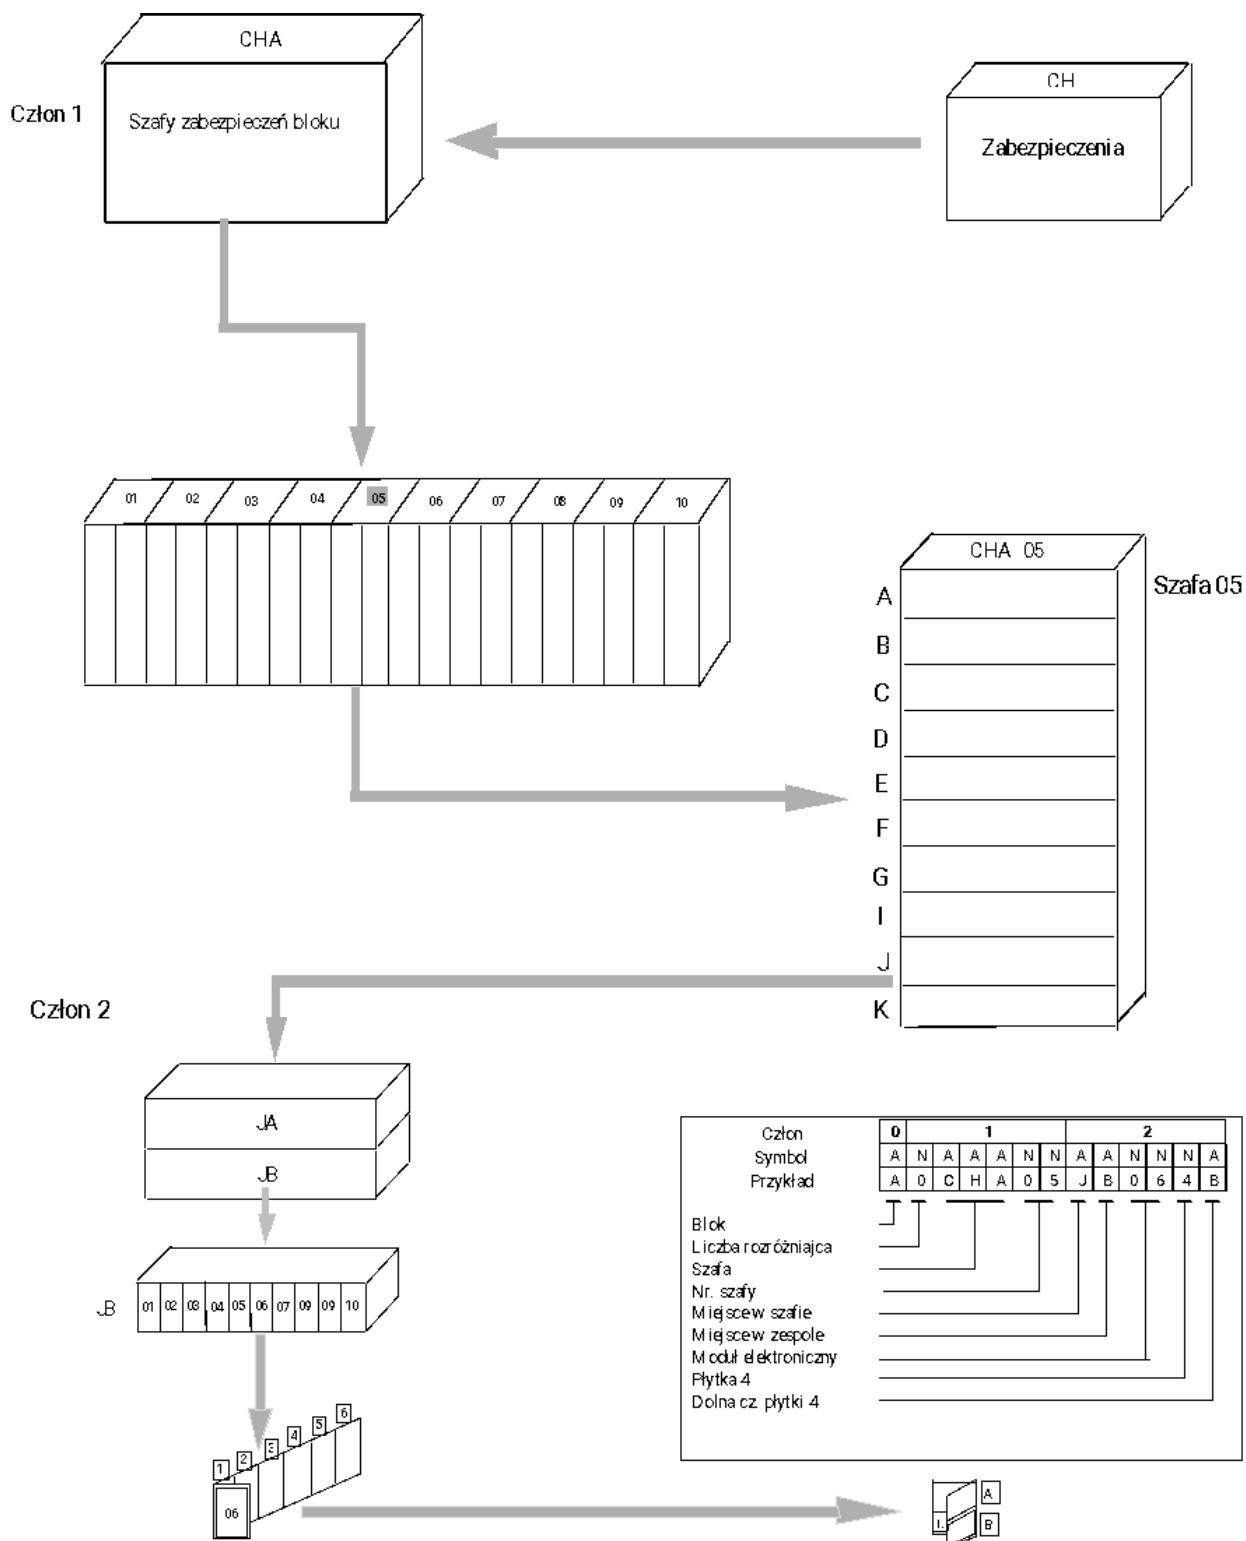 CHA
Człon 1
Szafy zabezpieczeń bloku
CH
Zabezpieczenia
01 02 03 04 05 06 07 08 09 10
CHA 05
Szafa 05
A
B
C
D
E
F
G
I
J
K
Człon 2
JA
JB
JB
01 02 03 04 05 06 07 09 09 10
1 2 3 4 5 6
06
Człon 0 1 2
Symbol A N A A A N N A A N N N A
Przykład A 0 C H A 0 5 J B 0 6 4 B
Blok
Liczba rozróżniajca
Szafa
Nr. szafy
Miejsce w szafie
Miejsce w zespole
Moduł elektroniczny
Płytka 4
Dolna cz. płytki 4
A
B